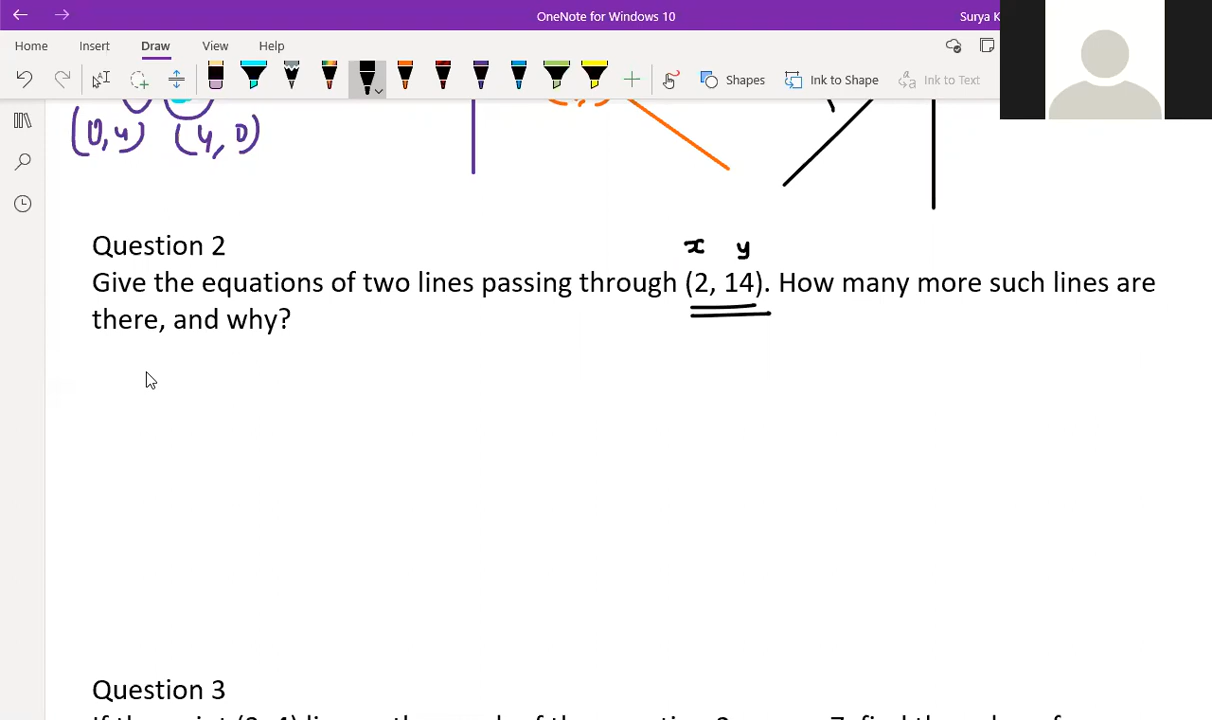 OneNote for Windows 10
Surya K
Home Insert Draw View Help
Shapes Ink to Shape Ink to Text
(0,4) (4,0)
Question 2
x y
Give the equations of two lines passing through (2, 14). How many more such lines are
there, and why?
Question 3